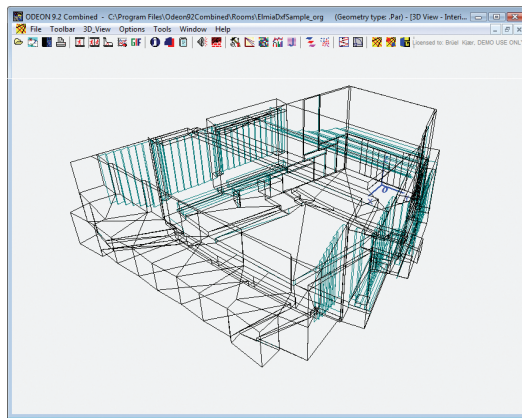 ODEON 9.2 Combined - C:\Program Files\Odeon92Combined\Rooms\ElmiaDxfSample_org (Geometry type: .Par) - [3D View - Interi...
File Toolbar 3D_View Options Tools Window Help
Licensed to: Brüel Kjær, DEMO USE ONLY
x